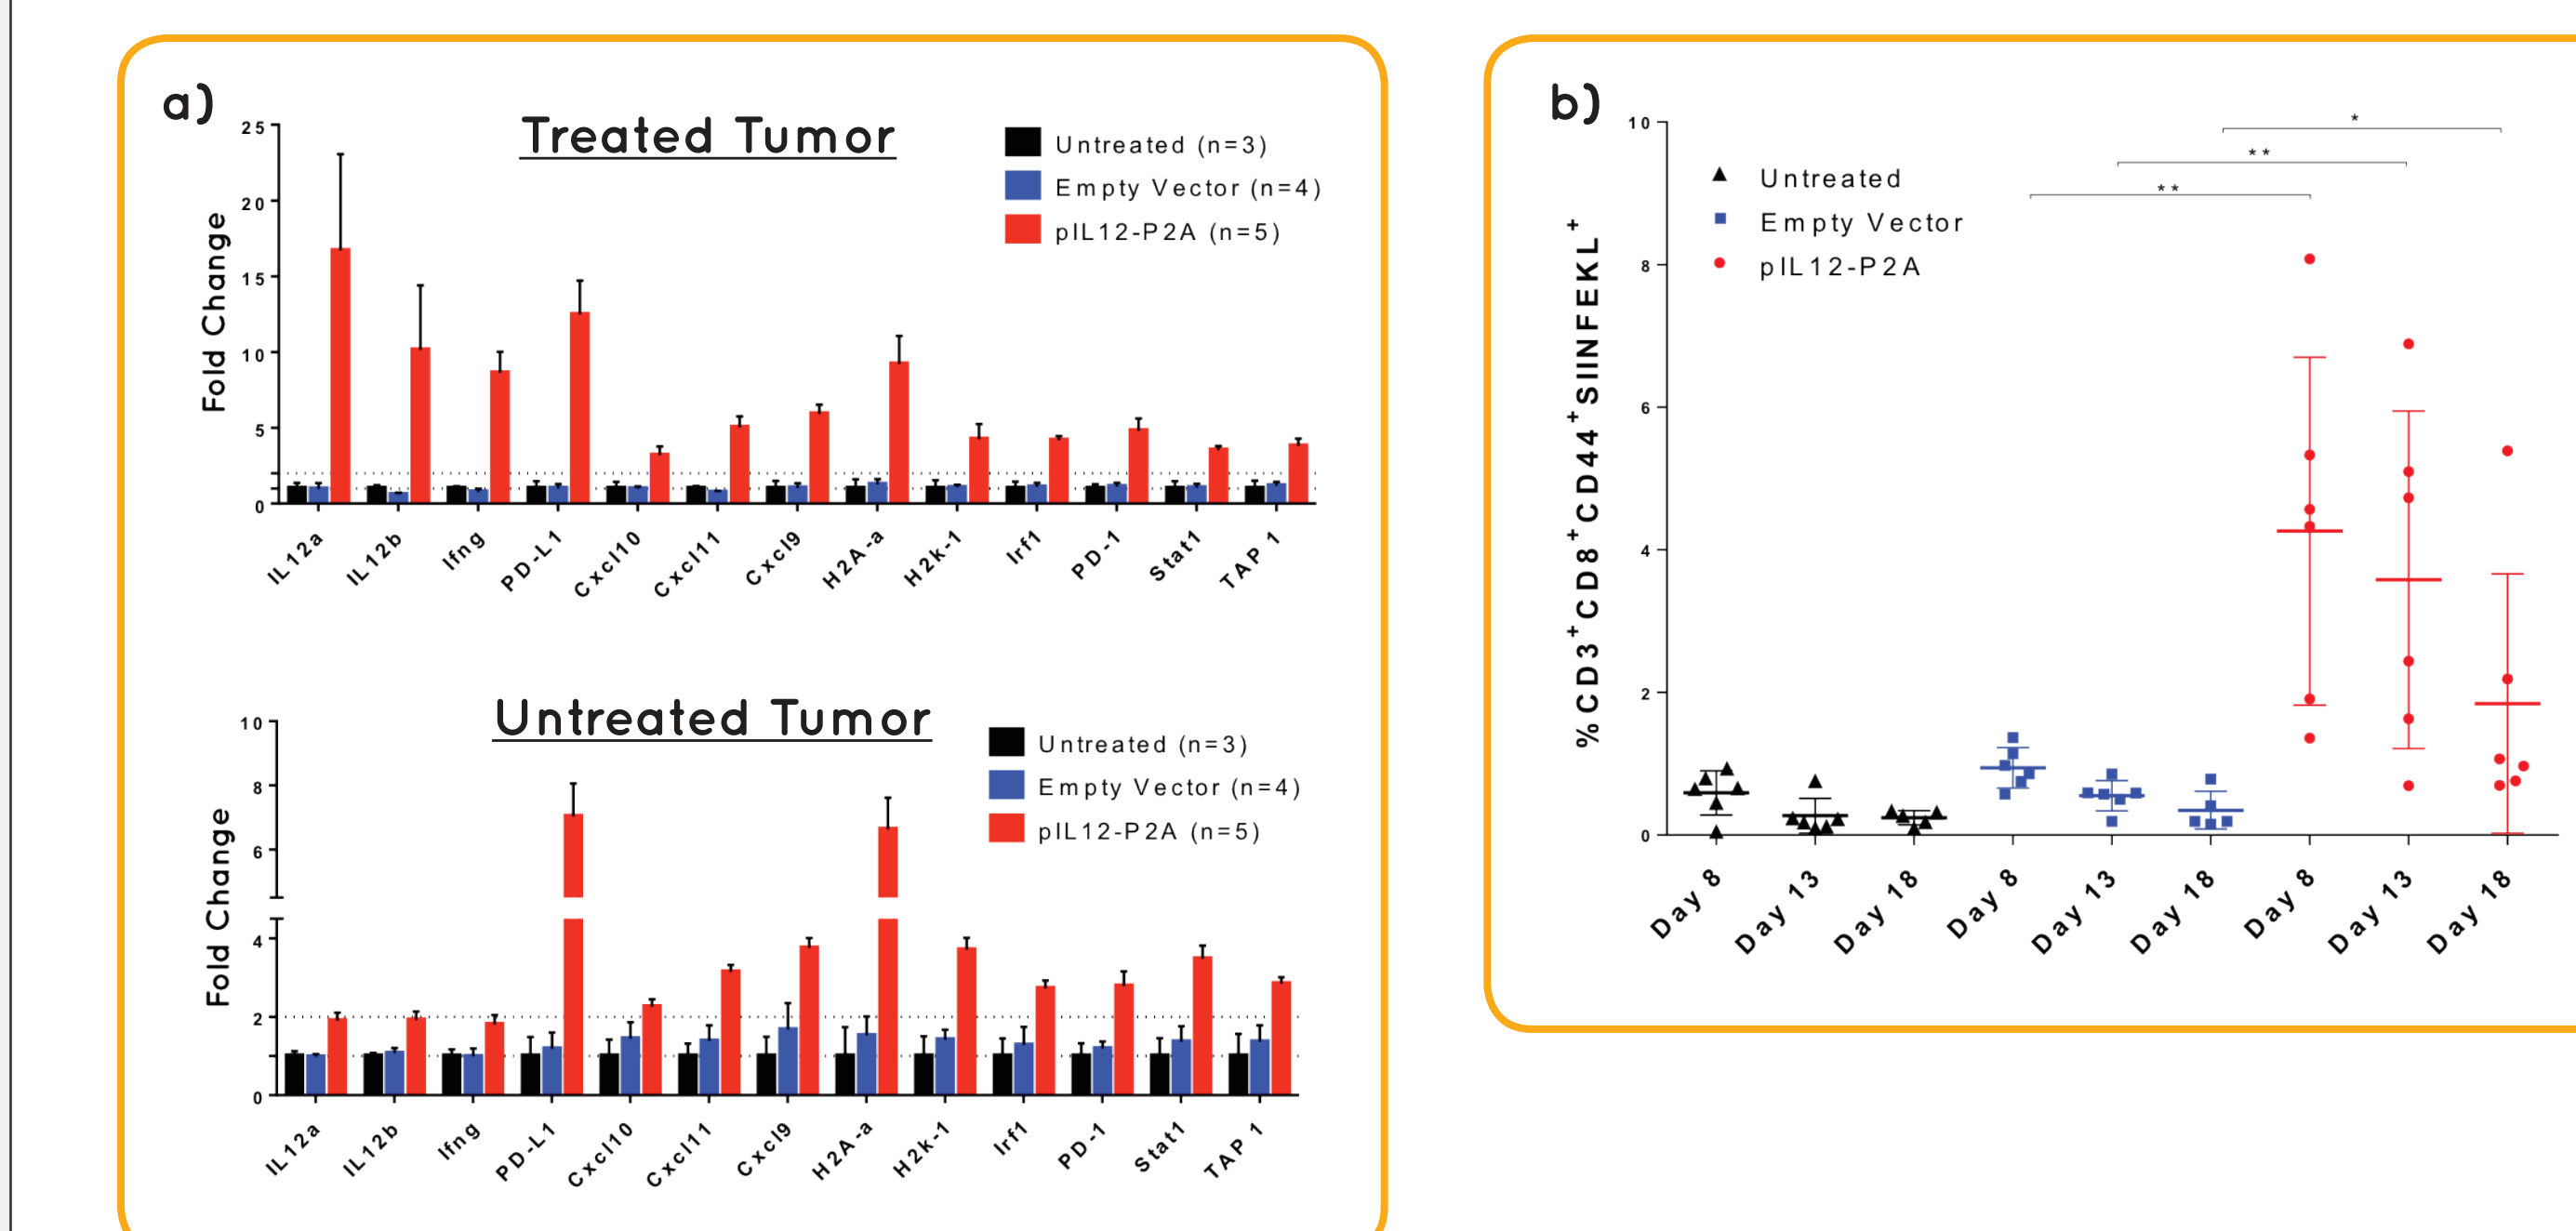 a)
Treated Tumor
Untreated (n=3)
Empty Vector (n=4)
pIL12-P2A (n=5)
Fold Change
25
20
15
10
5
0
IL12a
IL12b
Ifng
PD-L1
Cxcl10
Cxcl11
Cxcl9
H2A-a
H2k-1
Irf1
PD-1
Stat1
TAP 1
Untreated Tumor
Untreated (n=3)
Empty Vector (n=4)
pIL12-P2A (n=5)
Fold Change
10
8
6
4
2
0
IL12a
IL12b
Ifng
PD-L1
Cxcl10
Cxcl11
Cxcl9
H2A-a
H2k-1
Irf1
PD-1
Stat1
TAP 1
b)
Untreated
Empty Vector
pIL12-P2A
*
**
**
%CD3⁺CD8⁺CD44⁺SIINFEKL⁺
10
8
6
4
2
0
Day 8
Day 13
Day 18
Day 8
Day 13
Day 18
Day 8
Day 13
Day 18